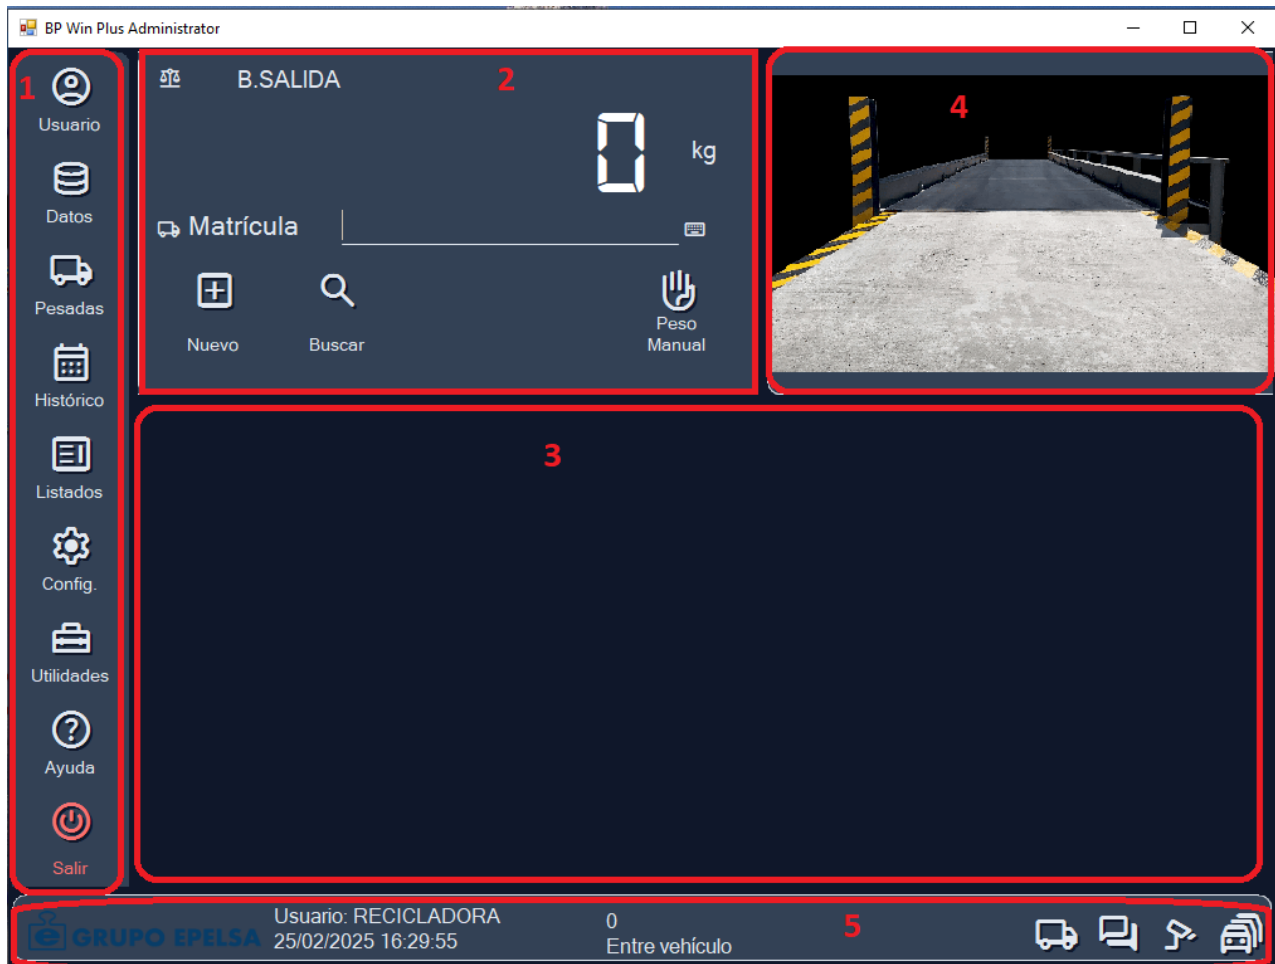 BP Win Plus Administrator
1
Usuario
Datos
Pesadas
Histórico
Listados
Config.
Utilidades
Ayuda
Salir
B.SALIDA
2
0 kg
Matrícula
Nuevo
Buscar
Peso
Manual
4
3
GRUPO EPELSA
Usuario: RECICLADORA
25/02/2025 16:29:55
0
Entre vehículo
5